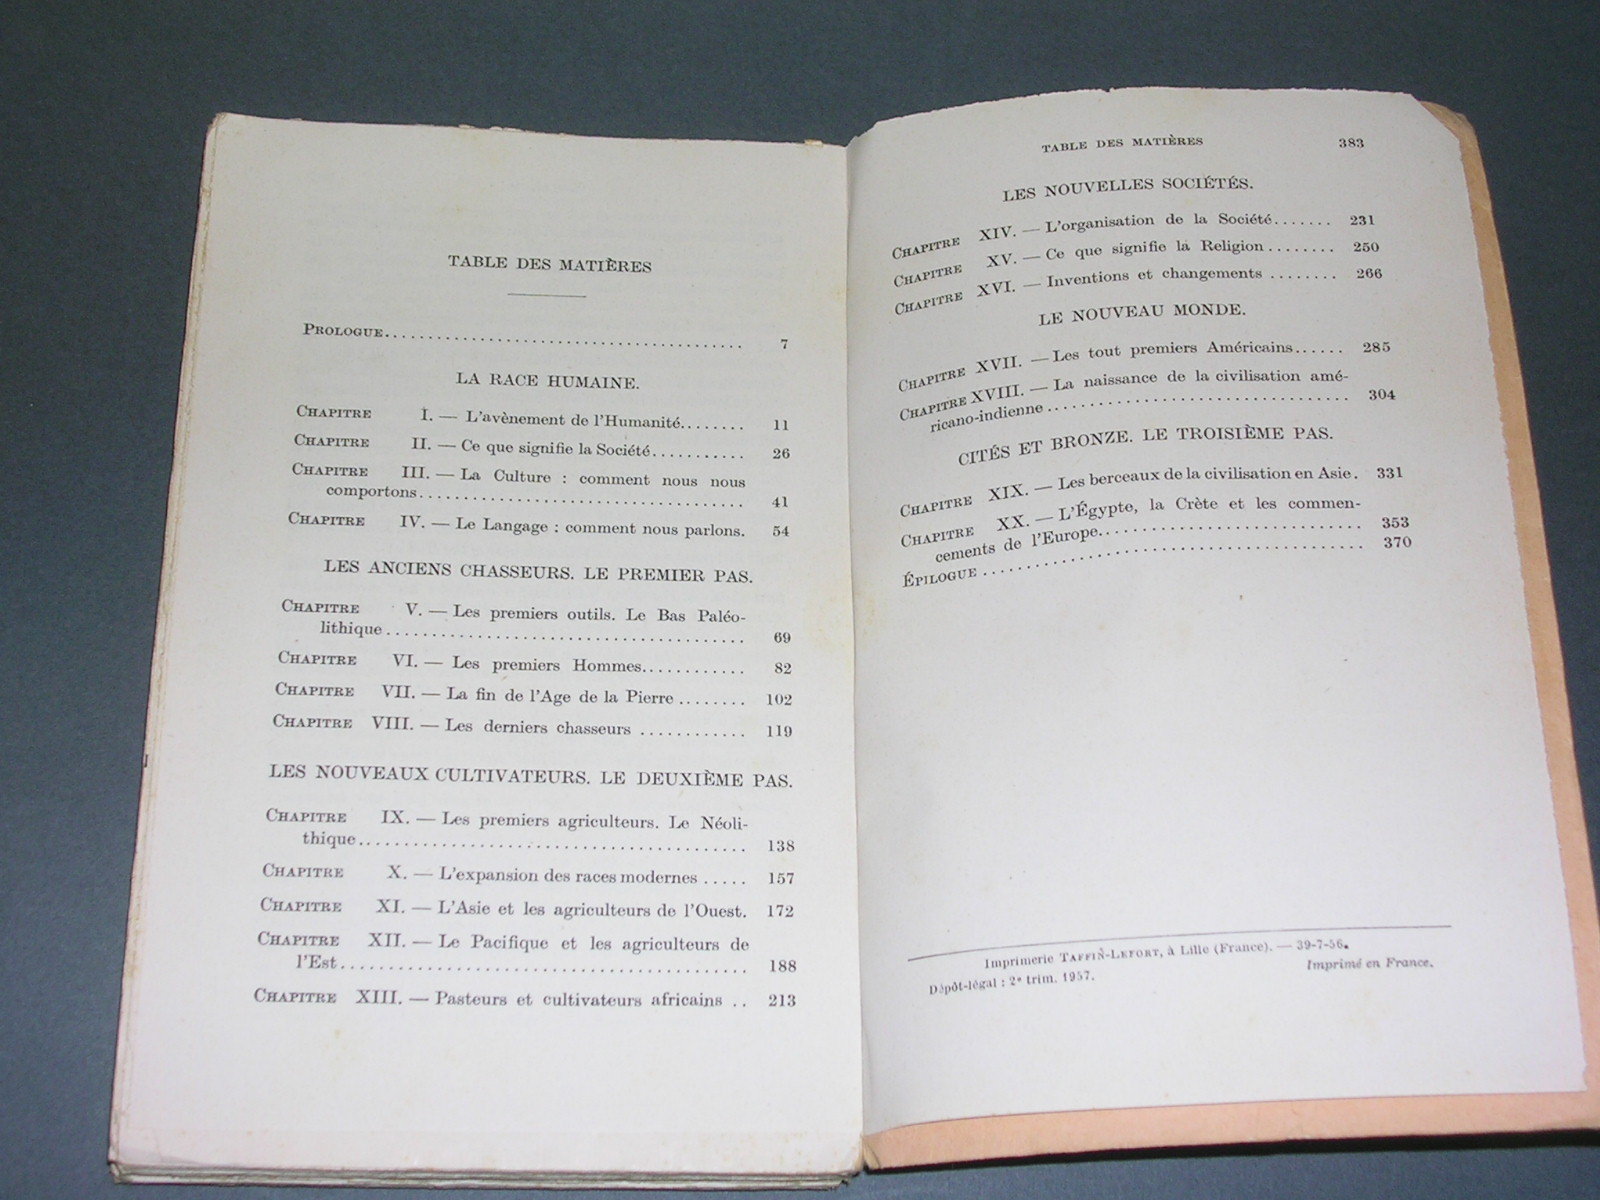 TABLE DES MATIÈRES
PROLOGUE........................................ 7
LA RACE HUMAINE.
CHAPITRE I. — L'avènement de l'Humanité........ 11
CHAPITRE II. — Ce que signifie la Société........... 26
CHAPITRE III. — La Culture : comment nous nous
comportons.................................... 41
CHAPITRE IV. — Le Langage : comment nous parlons. 54
LES ANCIENS CHASSEURS. LE PREMIER PAS.
CHAPITRE V. — Les premiers outils. Le Bas Paléo-
lithique........................................ 69
CHAPITRE VI. — Les premiers Hommes............ 82
CHAPITRE VII. — La fin de l'Age de la Pierre ........ 102
CHAPITRE VIII. — Les derniers chasseurs ............ 119
LES NOUVEAUX CULTIVATEURS. LE DEUXIÈME PAS.
CHAPITRE IX. — Les premiers agriculteurs. Le Néoli-
thique.......................................... 138
CHAPITRE X. — L'expansion des races modernes ..... 157
CHAPITRE XI. — L'Asie et les agriculteurs de l'Ouest. 172
CHAPITRE XII. — Le Pacifique et les agriculteurs de
l'Est............................................ 188
CHAPITRE XIII. — Pasteurs et cultivateurs africains .. 213
TABLE DES MATIÈRES 383
LES NOUVELLES SOCIÉTÉS.
CHAPITRE XIV. — L'organisation de la Société....... 231
CHAPITRE XV. — Ce que signifie la Religion ........ 250
CHAPITRE XVI. — Inventions et changements ........ 266
LE NOUVEAU MONDE.
CHAPITRE XVII. — Les tout premiers Américains...... 285
CHAPITRE XVIII. — La naissance de la civilisation amé-
ricano-indienne .................................. 304
CITÉS ET BRONZE. LE TROISIÈME PAS.
CHAPITRE XIX. — Les berceaux de la civilisation en Asie. 331
CHAPITRE XX. — L'Égypte, la Crète et les commen-
cements de l'Europe.............................. 353
ÉPILOGUE .......................................... 370
Imprimerie TAFFIN-LEFORT, à Lille (France). — 39-7-56.
Dépôt-légal : 2e trim. 1957. Imprimé en France.